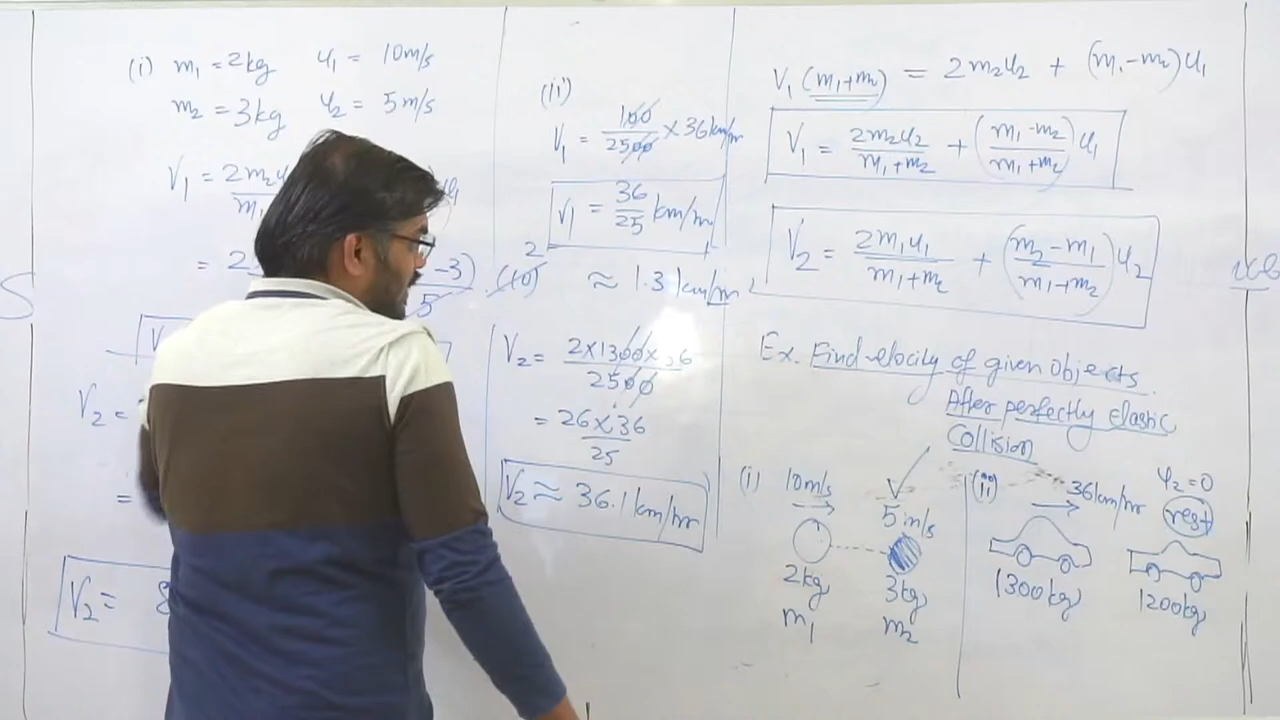 (i) m₁ = 2kg u₁ = 10m/s
m₂ = 3kg u₂ = 5 m/s
V₁ = 2m₂u
m₁
u₁
= 2
-3) (10) 2
5
V
V₂ =
=
V₂ = 8
(ii)
V₁ = 100/2500 × 36 km/hr
V₁ = 36/25 km/hr
≈ 1.3 km/hr
V₂ = 2×1300×36/2500
= 26×36/25
V₂ ≈ 36.1 km/hr
V₁ (m₁+m₂) = 2m₂u₂ + (m₁-m₂)u₁
V₁ = 2m₂u₂/m₁+m₂ + (m₁-m₂/m₁+m₂)u₁
V₂ = 2m₁u₁/m₁+m₂ + (m₂-m₁/m₁+m₂)u₂
Ex. Find velocity of given objects
After perfectly elastic
Collision
(i) 10m/s
5 m/s
2kg 3kg
m₁ m₂
(ii) 36km/hr u₂=0
rest
1300kg 1200kg
S